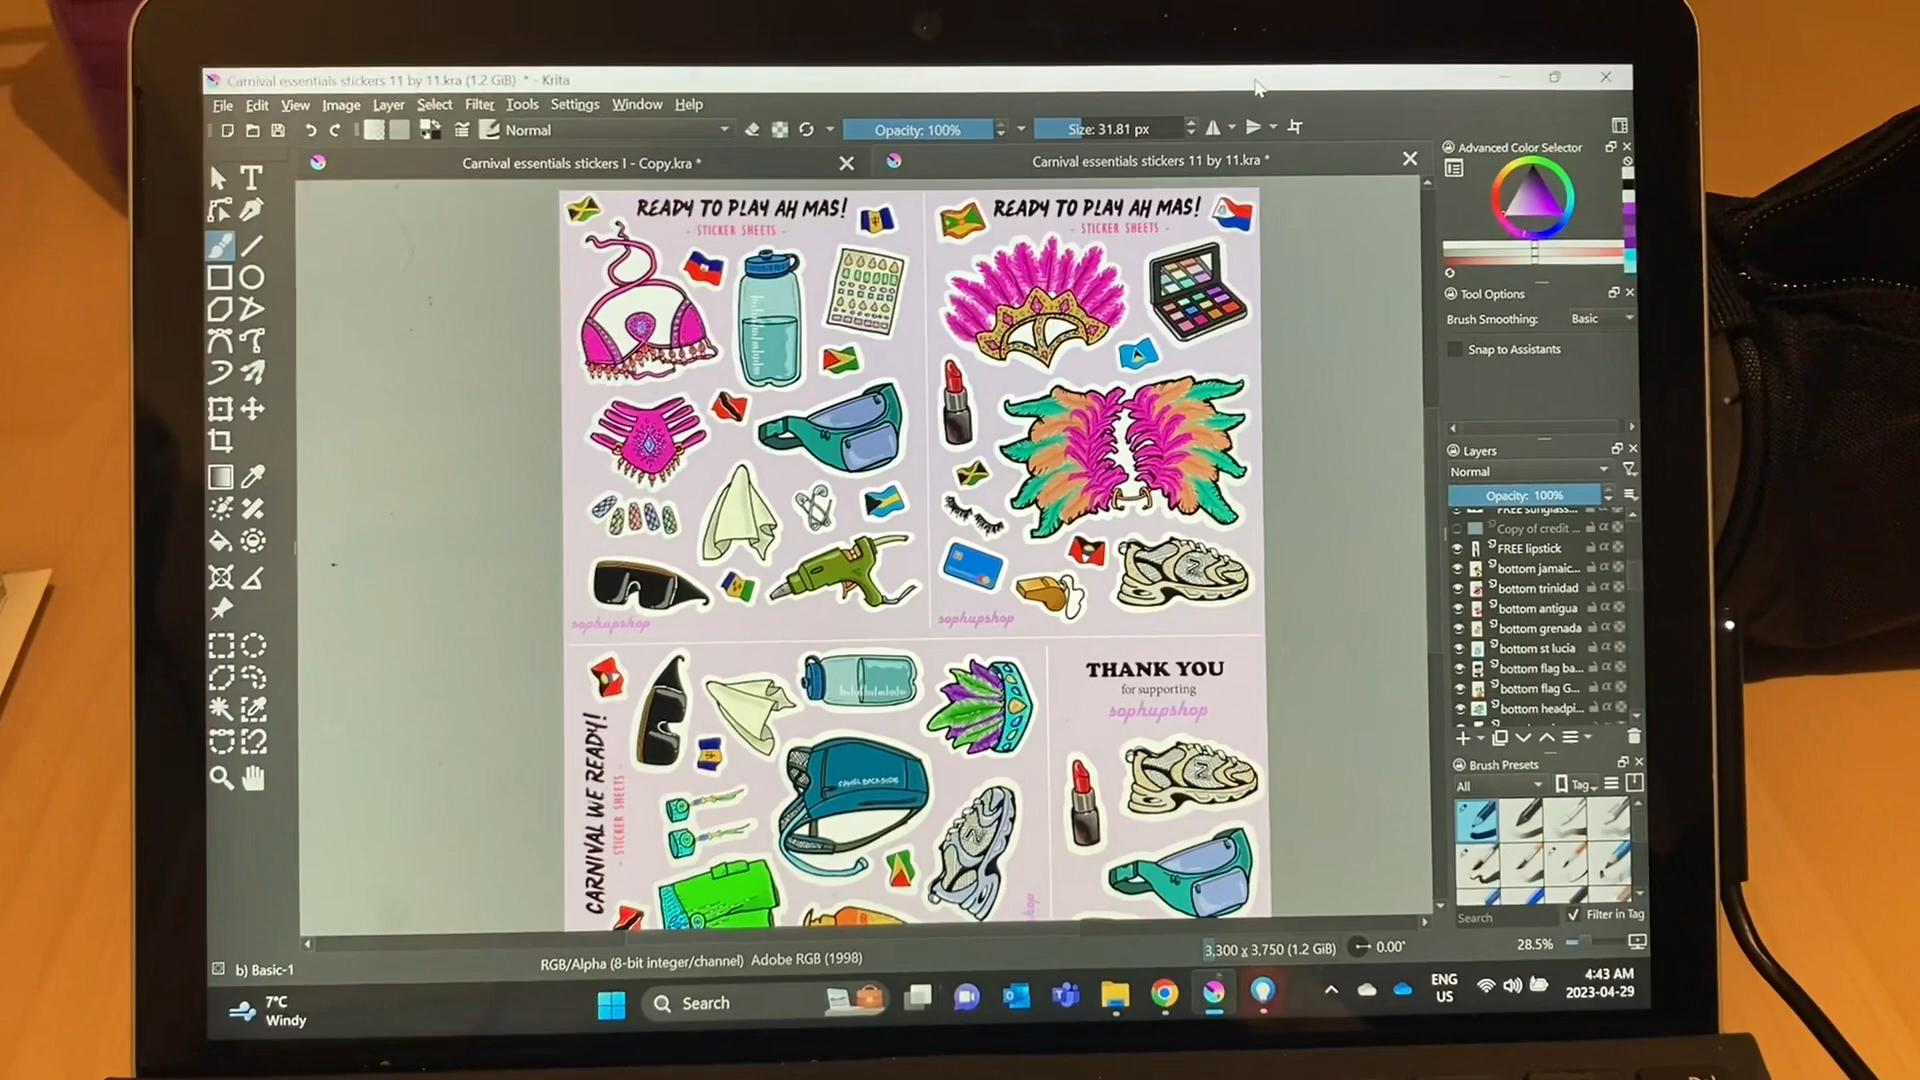 Carnival essentials stickers 11 by 11.kra (1.2 GiB) * - Krita
File Edit View Image Layer Select Filter Tools Settings Window Help
Normal
Opacity: 100%
Size: 31.81 px
Carnival essentials stickers I - Copy.kra *
Carnival essentials stickers 11 by 11.kra *
Advanced Color Selector
Tool Options
Brush Smoothing: Basic
Snap to Assistants
Layers
Normal
Opacity: 100%
FREE sunglass...
Copy of credit ...
FREE lipstick
bottom jamaic...
bottom trinidad
bottom antigua
bottom grenada
bottom st lucia
bottom flag ba...
bottom flag G...
bottom headpi...
Brush Presets
All
Tag
Search
Filter in Tag
READY TO PLAY AH MAS!
- STICKER SHEETS -
sophupshop
READY TO PLAY AH MAS!
- STICKER SHEETS -
sophupshop
CARNIVAL WE READY!
- STICKER SHEETS -
CAMEL BACKSIDE
THANK YOU
for supporting
sophupshop
b) Basic-1
RGB/Alpha (8-bit integer/channel) Adobe RGB (1998)
3,300 x 3,750 (1.2 GiB)
0.00°
28.5%
7°C
Windy
Search
ENG
US
4:43 AM
2023-04-29